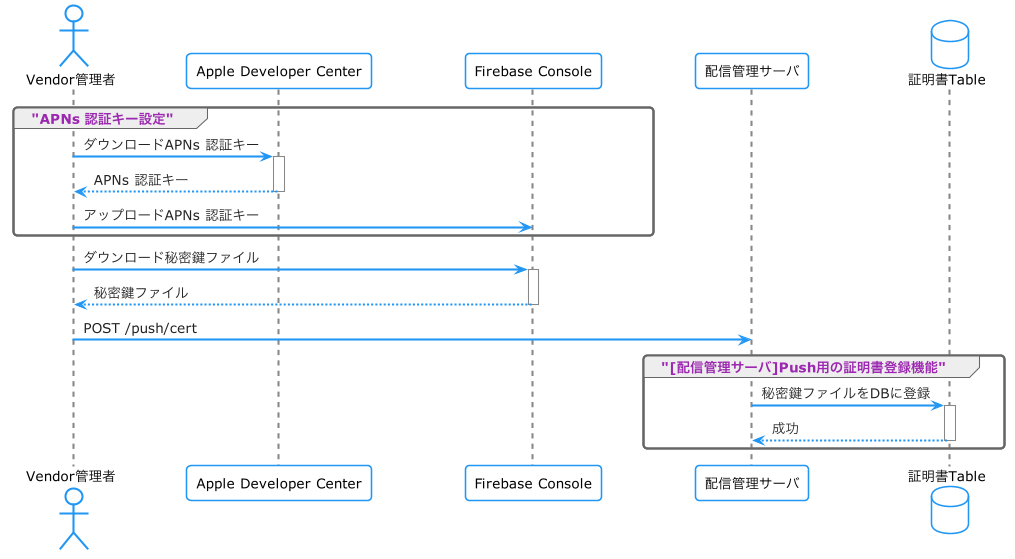 Vendor管理者
Apple Developer Center
Firebase Console
配信管理サーバ
証明書Table
"APNs 認証キー設定"
ダウンロードAPNs 認証キー
APNs 認証キー
アップロードAPNs 認証キー
ダウンロード秘密鍵ファイル
秘密鍵ファイル
POST /push/cert
"[配信管理サーバ]Push用の証明書登録機能"
秘密鍵ファイルをDBに登録
成功
Vendor管理者
Apple Developer Center
Firebase Console
配信管理サーバ
証明書Table